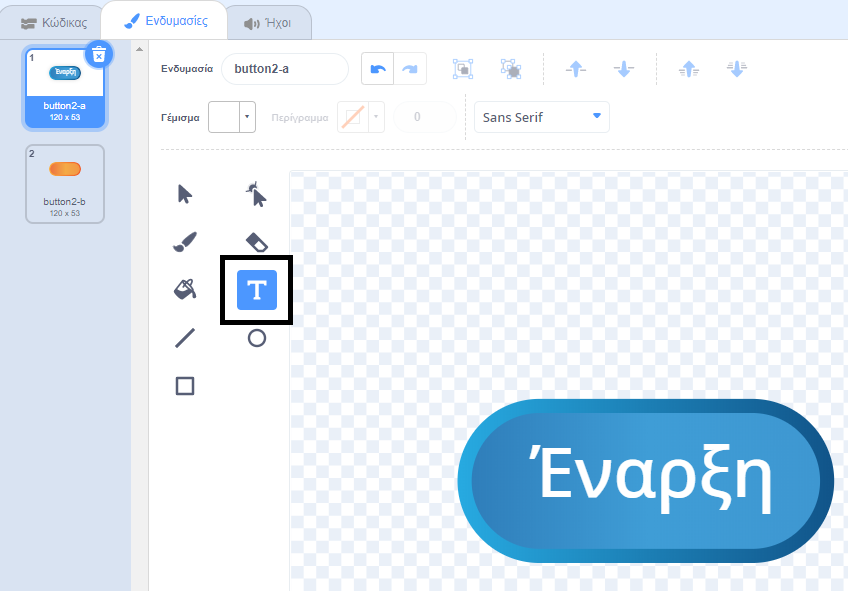 Κώδικας
Ενδυμασίες
Ήχοι
1
Έναρξη
button2-a
120 x 53
2
button2-b
120 x 53
Ενδυμασία
button2-a
Γέμισμα
Περίγραμμα
0
Sans Serif
T
Έναρξη